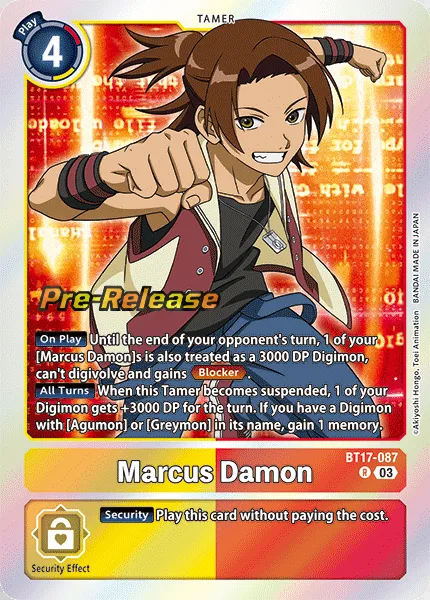 TAMER
Play
4
Pre-Release
On Play Until the end of your opponent's turn, 1 of your
[Marcus Damon]s is also treated as a 3000 DP Digimon,
can't digivolve and gains Blocker .
All Turns When this Tamer becomes suspended, 1 of your
Digimon gets +3000 DP for the turn. If you have a Digimon
with [Agumon] or [Greymon] in its name, gain 1 memory.
©Akiyoshi Hongo, Toei Animation BANDAI MADE IN JAPAN
BT17-087
Marcus Damon
R 03
Security Play this card without paying the cost.
Security Effect